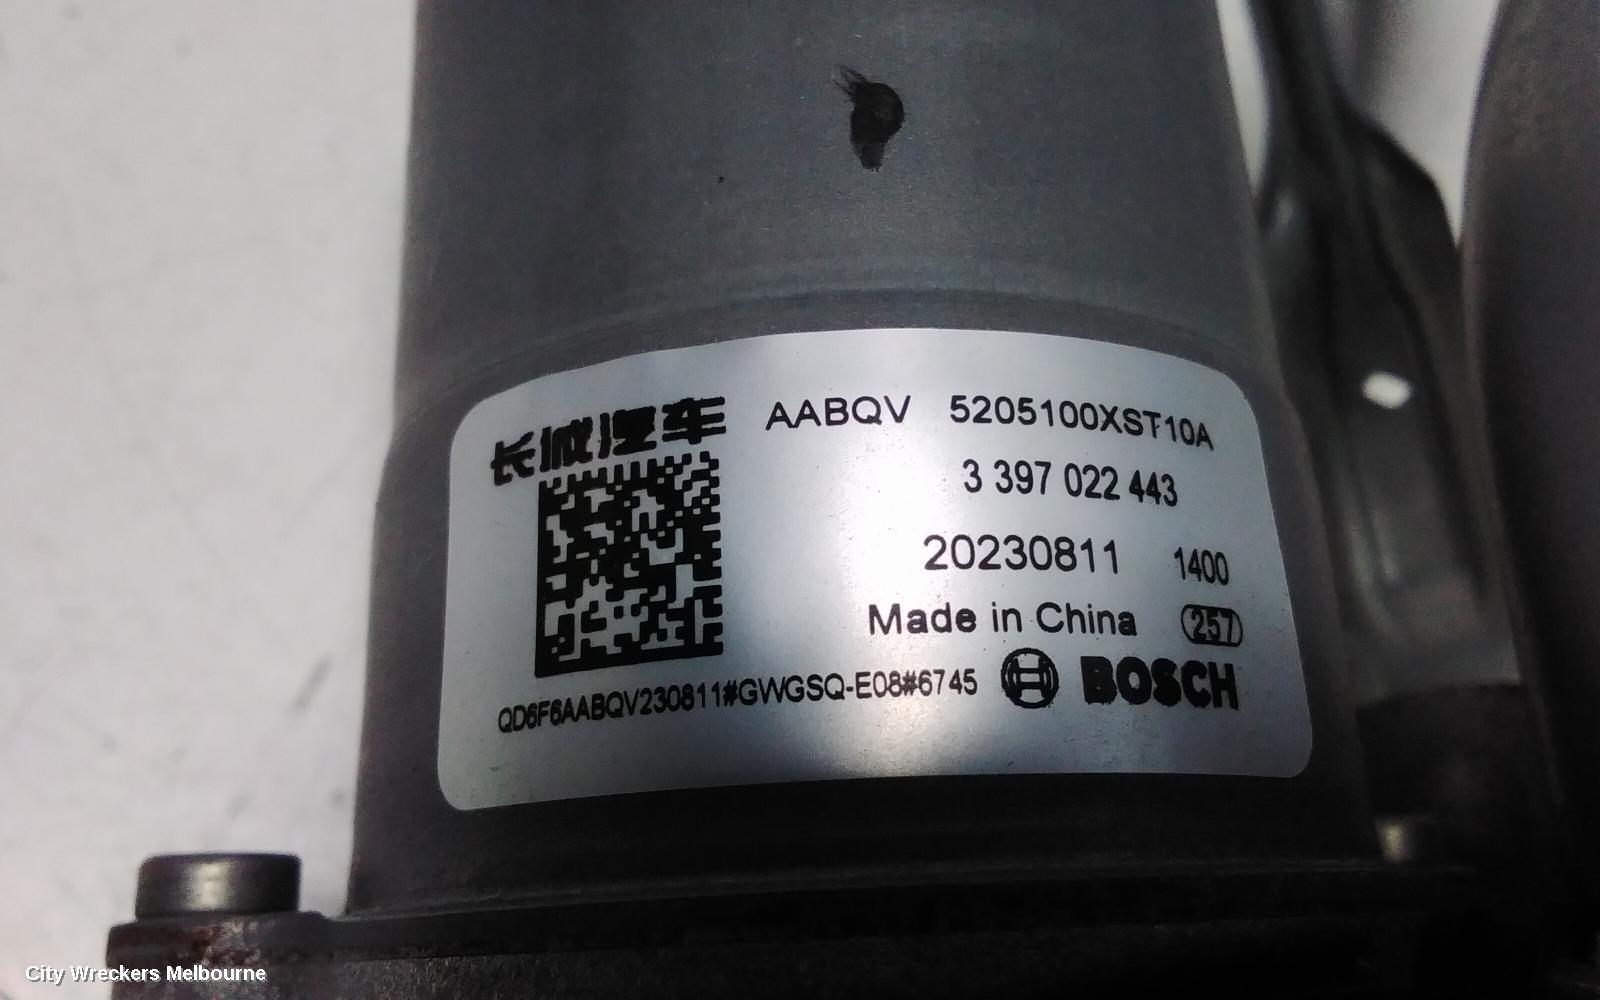 长城汽车
AABQV 5205100XST10A
3 397 022 443
20230811 1400
Made in China 257
QD6F6AABQV230811#GWGSQ-E08#6745 BOSCH
City Wreckers Melbourne